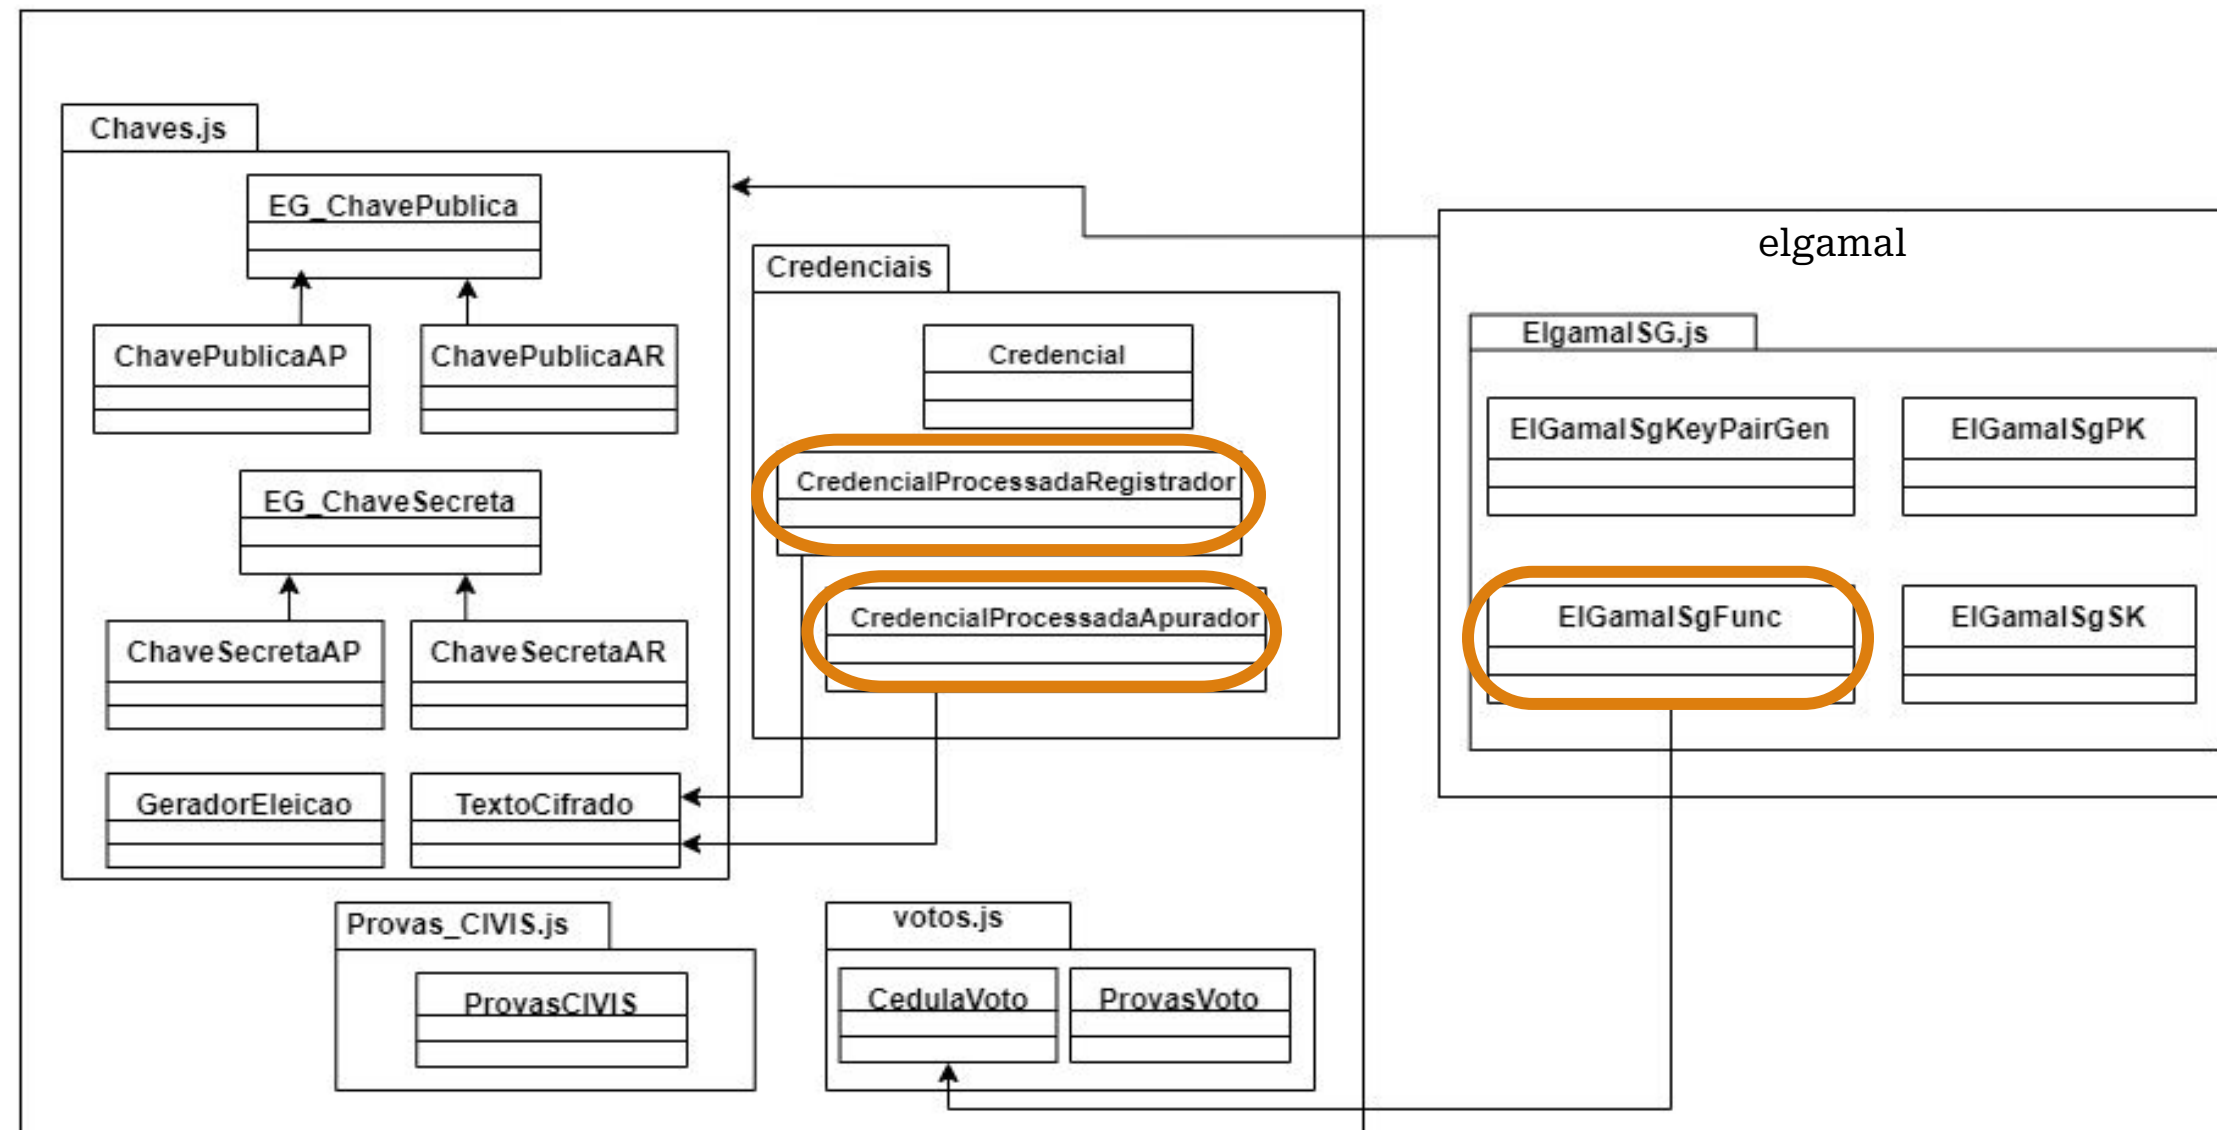 Chaves.js
EG_ChavePublica
ChavePublicaAP
ChavePublicaAR
EG_ChaveSecreta
ChaveSecretaAP
ChaveSecretaAR
GeradorEleicao
TextoCifrado
Credenciais
Credencial
CredencialProcessadaRegistrador
CredencialProcessadaApurador
Provas_CIVIS.js
ProvasCIVIS
votos.js
CedulaVoto
ProvasVoto
elgamal
ElgamalSG.js
ElGamalSgKeyPairGen
ElGamalSgPK
ElGamalSgFunc
ElGamalSgSK